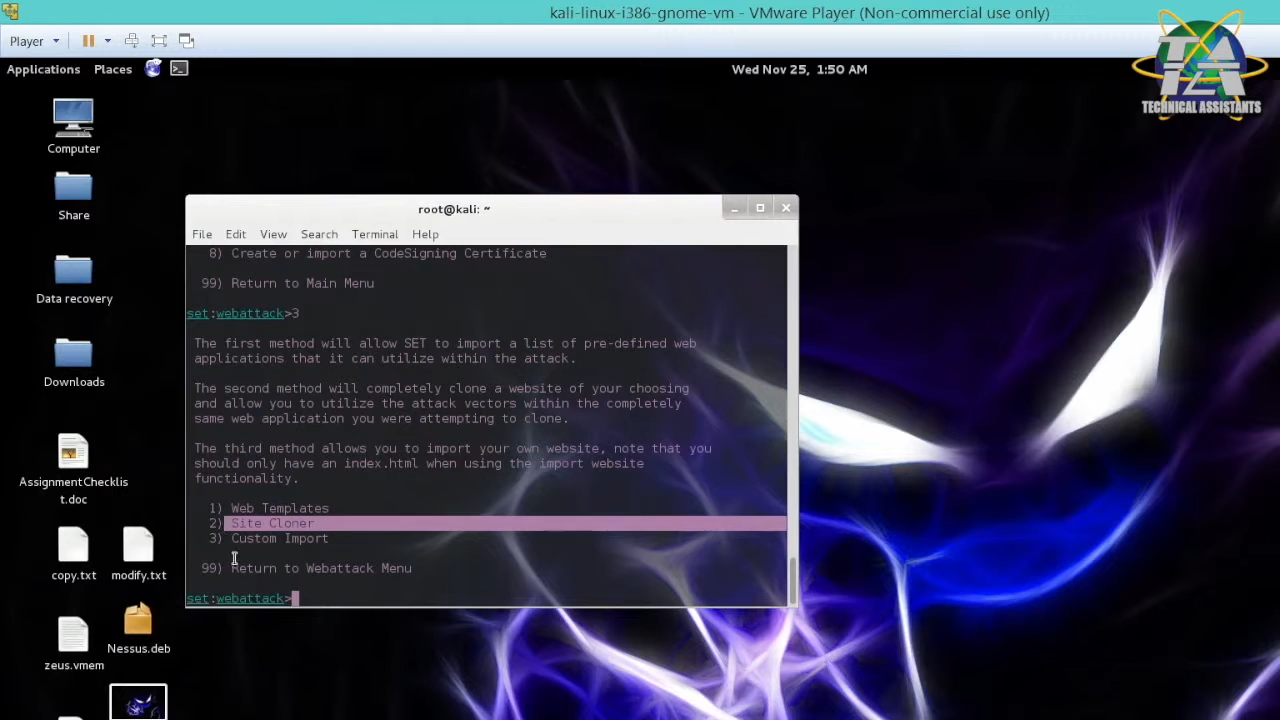 kali-linux-i386-gnome-vm - VMware Player (Non-commercial use only)
Player
TA
TECHNICAL ASSISTANTS
Applications Places
Wed Nov 25, 1:50 AM
Computer
Share
Data recovery
Downloads
AssignmentChecklis
t.doc
copy.txt
modify.txt
zeus.vmem
Nessus.deb
root@kali: ~
File Edit View Search Terminal Help
8) Create or import a CodeSigning Certificate
99) Return to Main Menu
set:webattack>3
The first method will allow SET to import a list of pre-defined web
applications that it can utilize within the attack.
The second method will completely clone a website of your choosing
and allow you to utilize the attack vectors within the completely
same web application you were attempting to clone.
The third method allows you to import your own website, note that you
should only have an index.html when using the import website
functionality.
1) Web Templates
2) Site Cloner
3) Custom Import
99) Return to Webattack Menu
set:webattack>